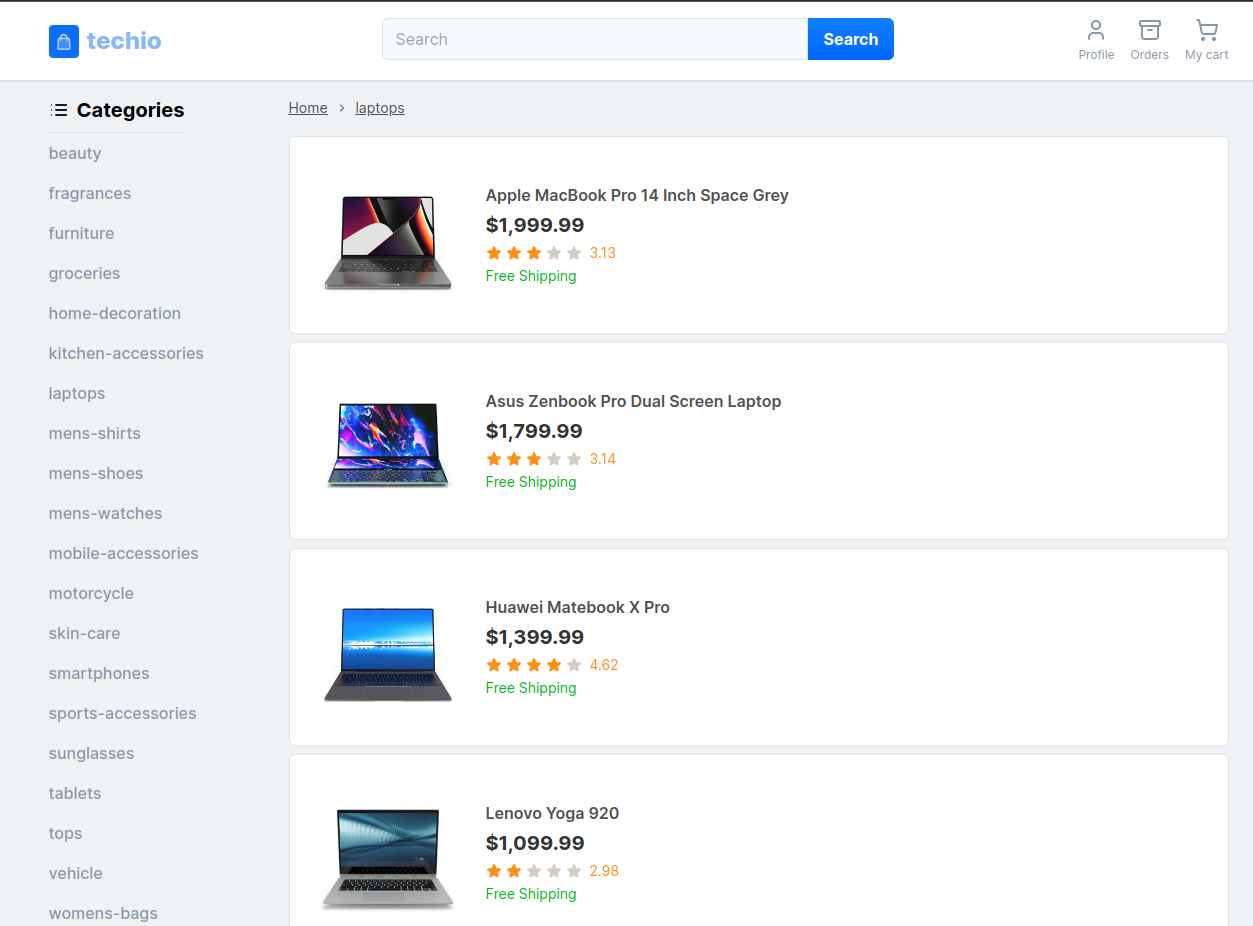 techio
Search
Search
Profile
Orders
My cart
Categories
beauty
fragrances
furniture
groceries
home-decoration
kitchen-accessories
laptops
mens-shirts
mens-shoes
mens-watches
mobile-accessories
motorcycle
skin-care
smartphones
sports-accessories
sunglasses
tablets
tops
vehicle
womens-bags
Home › laptops
Apple MacBook Pro 14 Inch Space Grey
$1,999.99
3.13
Free Shipping
Asus Zenbook Pro Dual Screen Laptop
$1,799.99
3.14
Free Shipping
Huawei Matebook X Pro
$1,399.99
4.62
Free Shipping
Lenovo Yoga 920
$1,099.99
2.98
Free Shipping